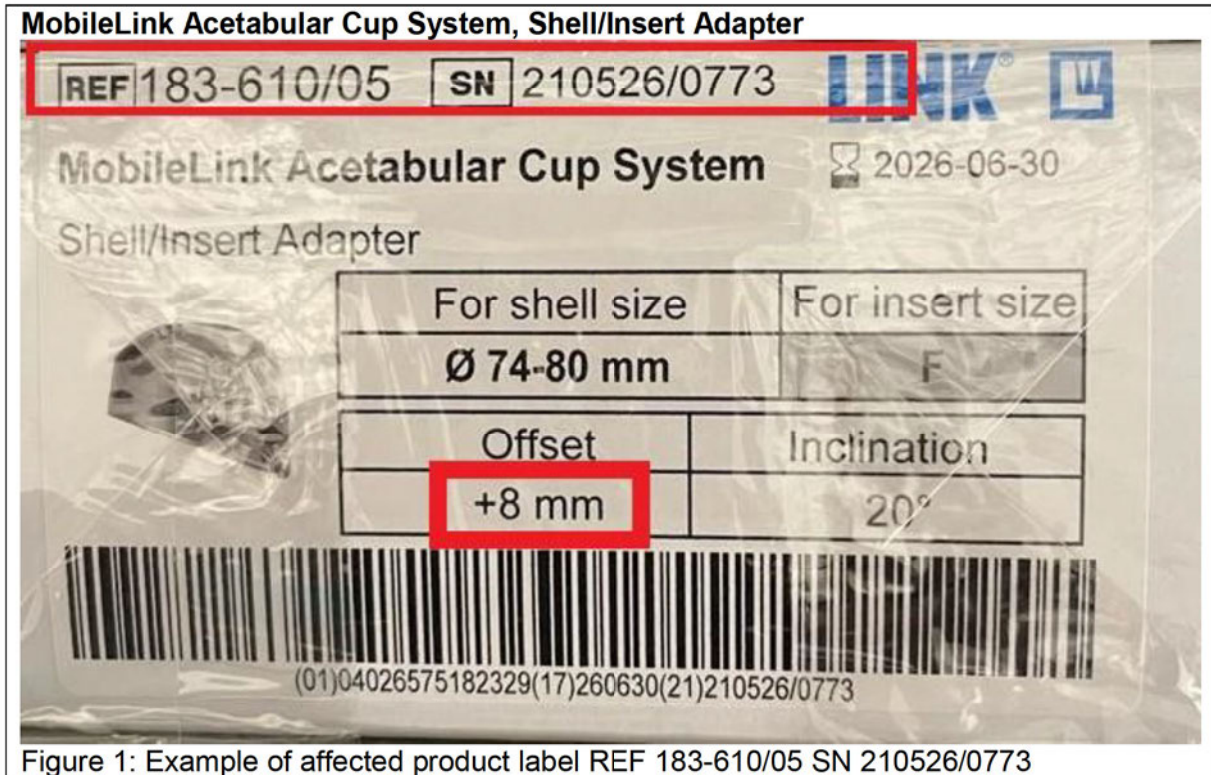 MobileLink Acetabular Cup System, Shell/Insert Adapter
REF 183-610/05 SN 210526/0773 LINK LW
MobileLink Acetabular Cup System 2026-06-30
Shell/Insert Adapter
For shell size For insert size
Ø 74-80 mm F
Offset Inclination
+8 mm 20°
(01)04026575182329(17)260630(21)210526/0773
Figure 1: Example of affected product label REF 183-610/05 SN 210526/0773